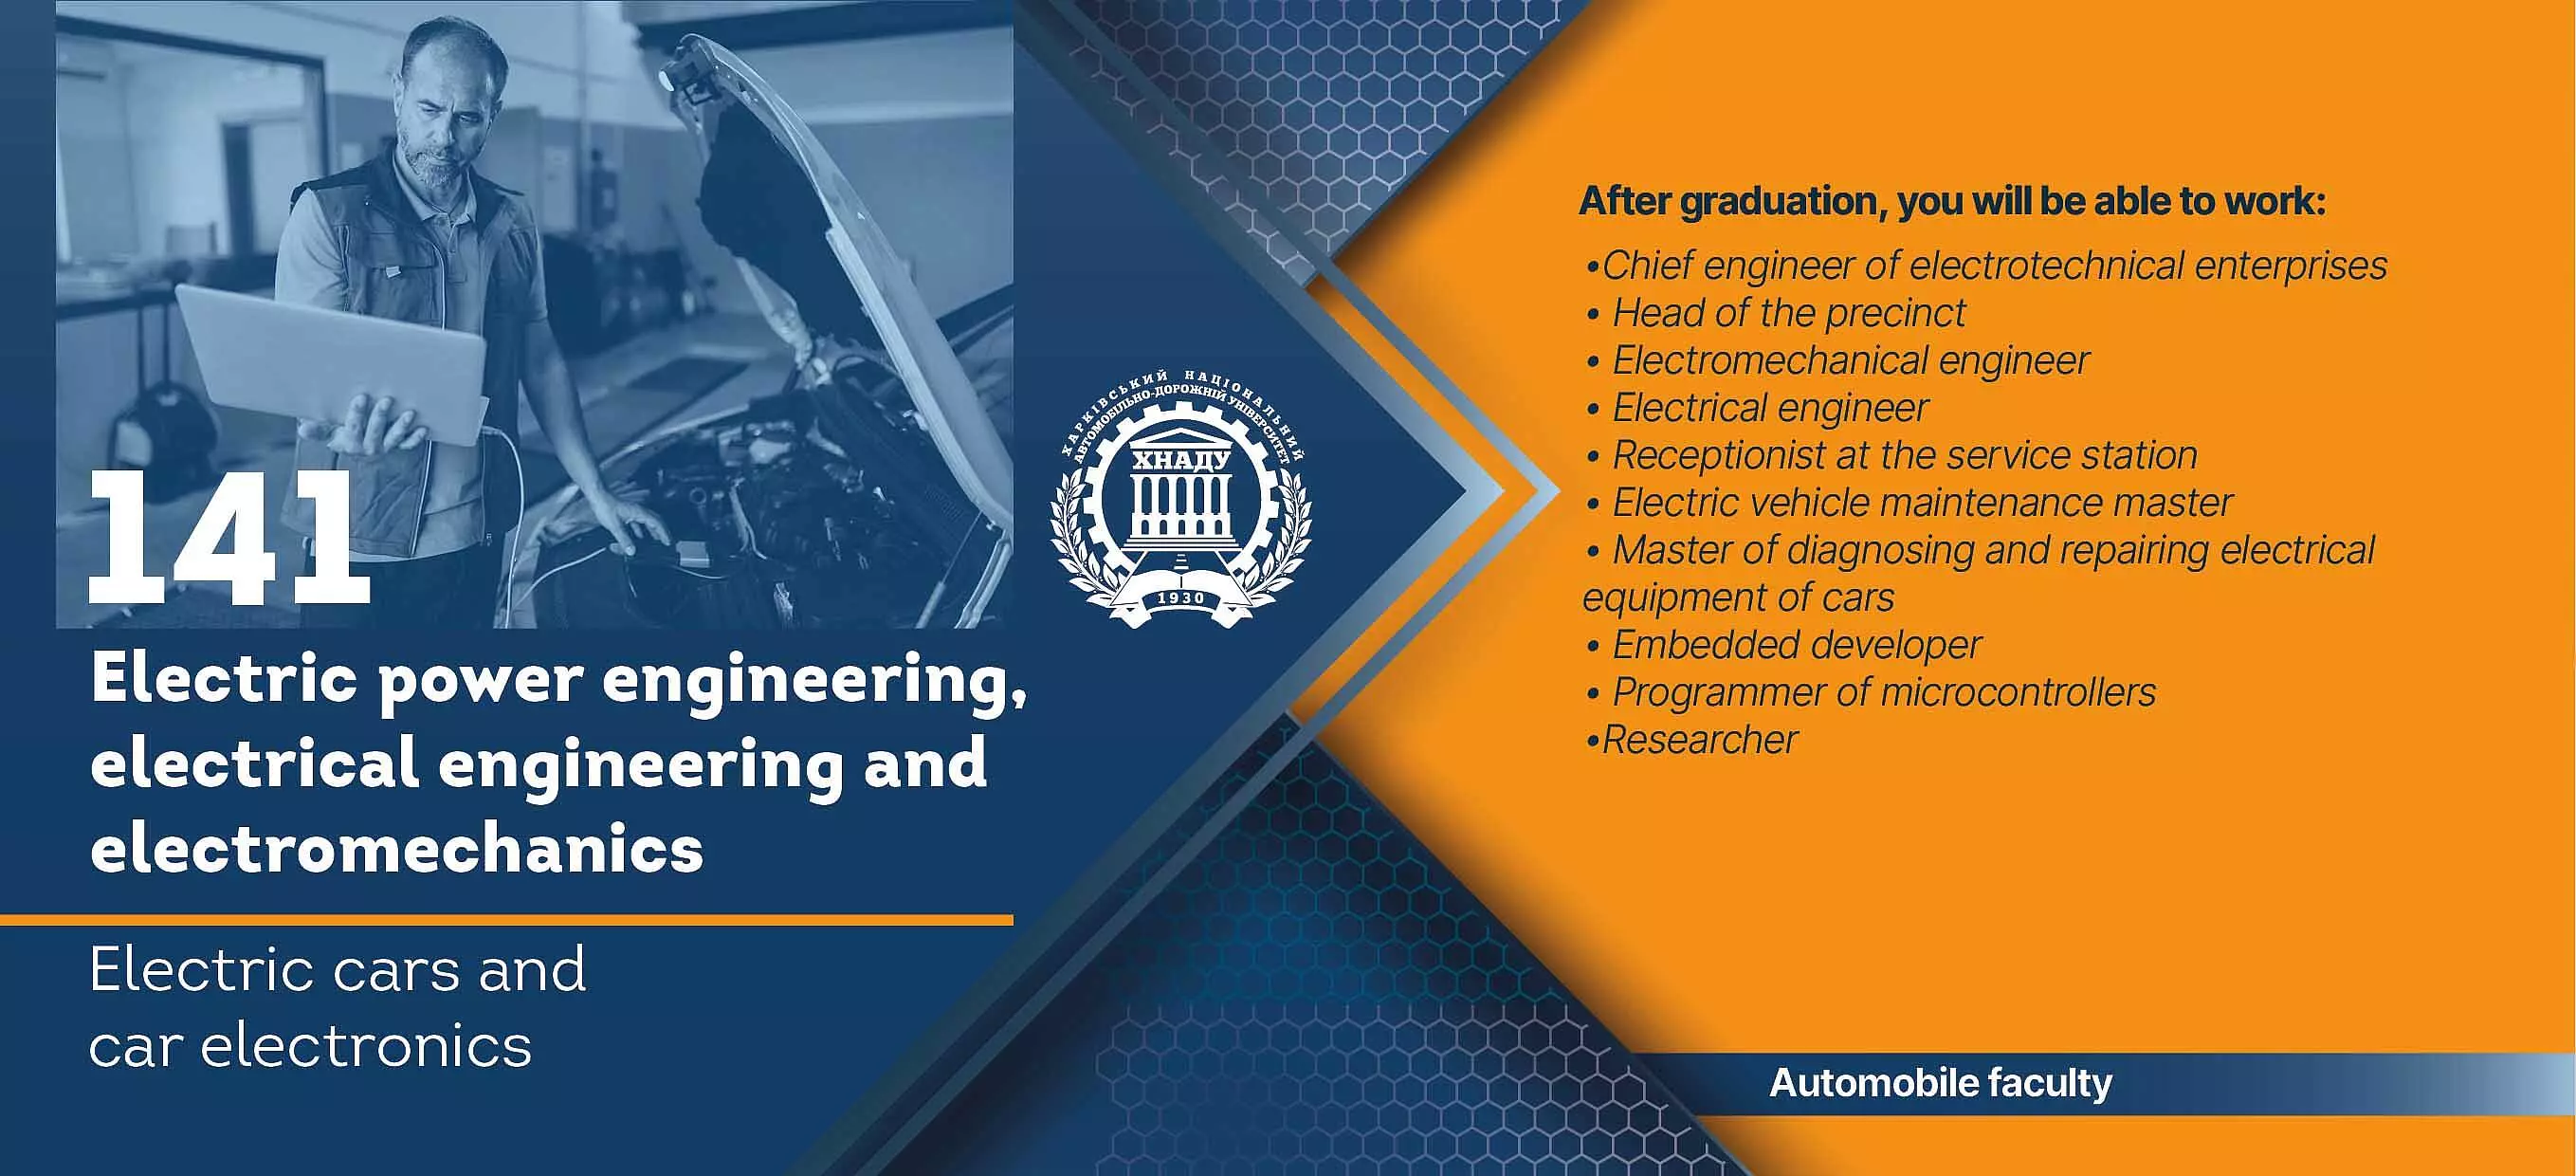 141
Electric power engineering,
electrical engineering and
electromechanics
Electric cars and
car electronics
ХАРКІВСЬКИЙ НАЦІОНАЛЬНИЙ
АВТОМОБІЛЬНО-ДОРОЖНІЙ УНІВЕРСИТЕТ
ХНАДУ
1930
After graduation, you will be able to work:
•Chief engineer of electrotechnical enterprises
• Head of the precinct
• Electromechanical engineer
• Electrical engineer
• Receptionist at the service station
• Electric vehicle maintenance master
• Master of diagnosing and repairing electrical
equipment of cars
• Embedded developer
• Programmer of microcontrollers
•Researcher
Automobile faculty